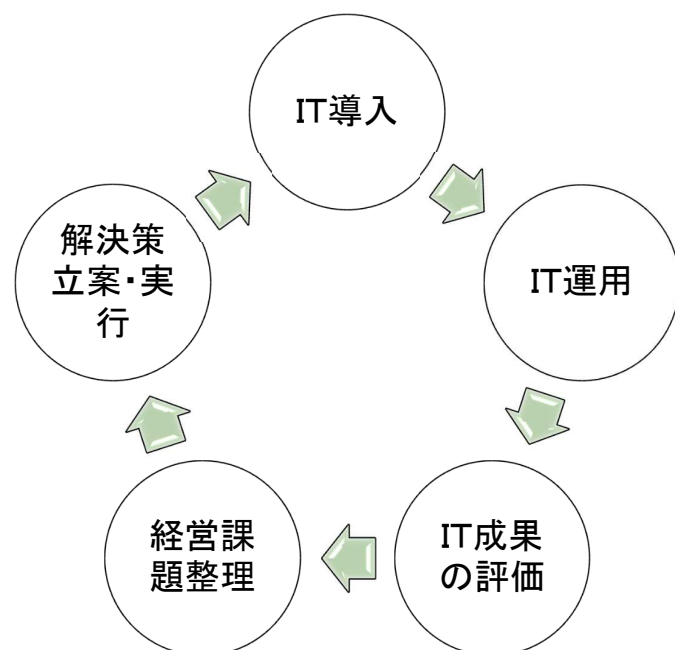 IT導入
IT運用
IT成果
の評価
経営課
題整理
解決策
立案・実
行